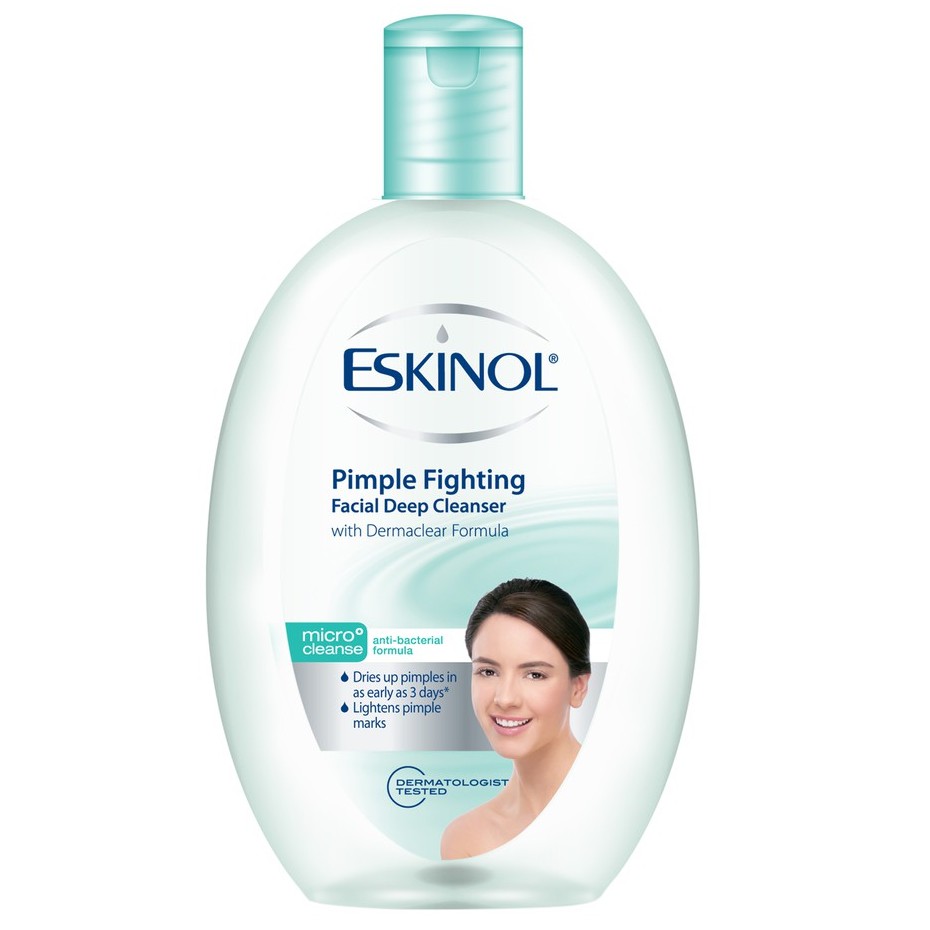 ESKINOL®
Pimple Fighting
Facial Deep Cleanser
with Dermaclear Formula
micro°
cleanse
anti-bacterial
formula
Dries up pimples in
as early as 3 days*
Lightens pimple
marks
DERMATOLOGIST
TESTED